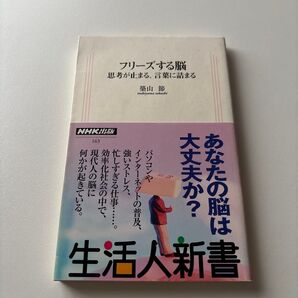 フリーズする脳
思考が止まる、言葉に詰まる
築山 節
tsukiyama takashi
NHK出版
163
あなたの脳は
大丈夫か?
パソコンや
インターネットの普及、
強いストレス、
忙しすぎる仕事……。
効率化社会の中で、
現代人の脳に
何かが起きている。
生活人新書